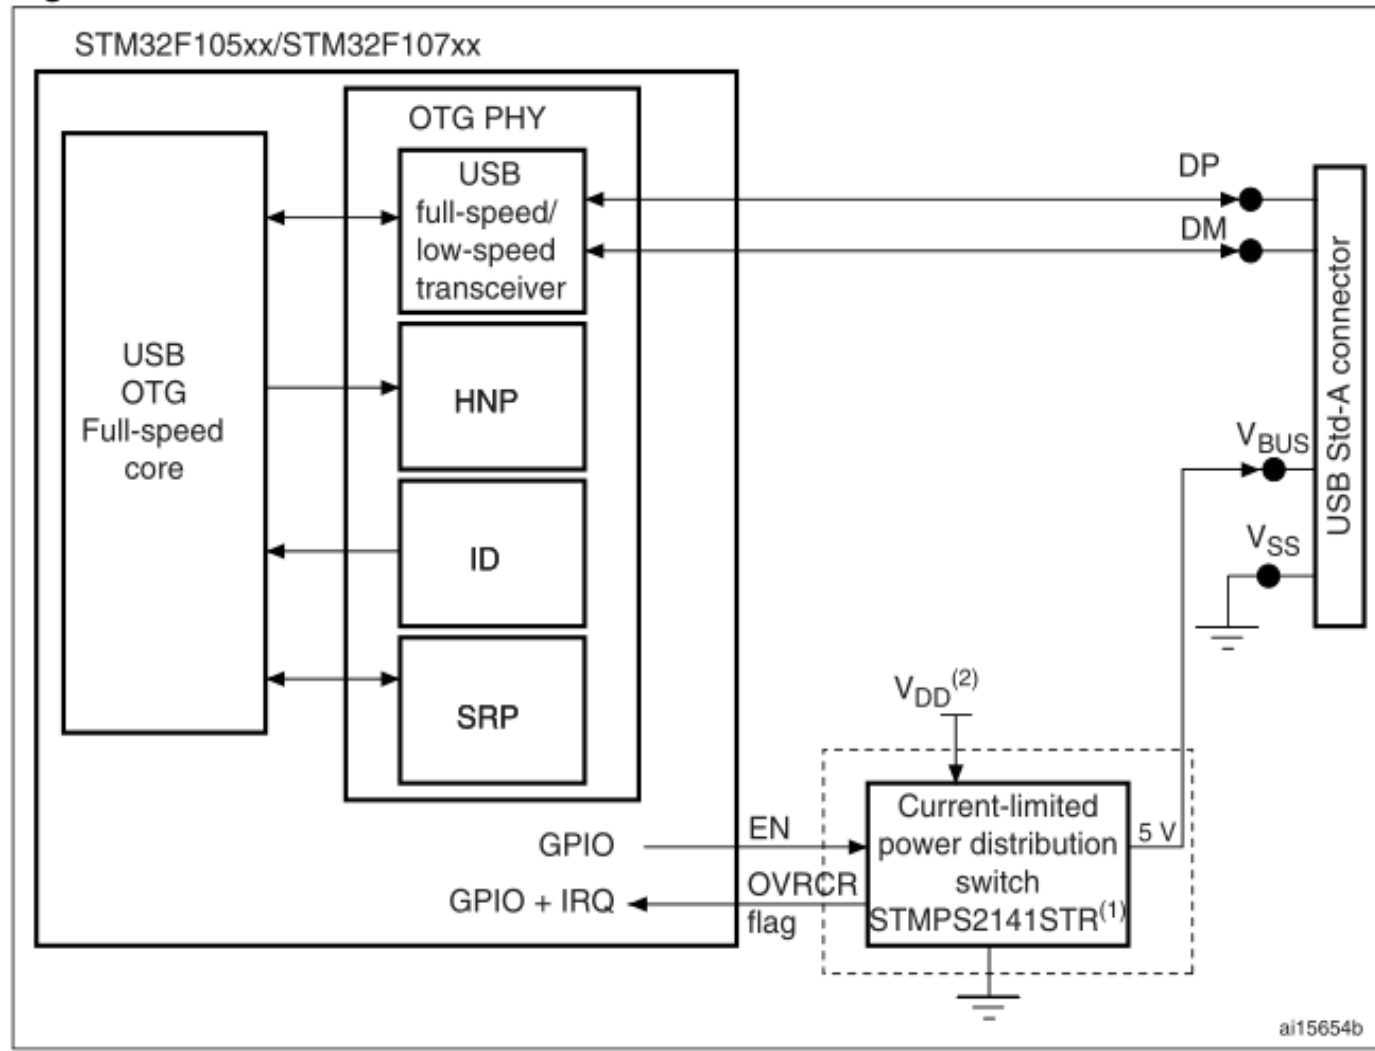 STM32F105xx/STM32F107xx
OTG PHY
USB
full-speed/
low-speed
transceiver
HNP
ID
SRP
USB
OTG
Full-speed
core
DP
DM
VBUS
VSS
USB Std-A connector
VDD(2)
GPIO
EN
GPIO + IRQ
OVRCR
flag
Current-limited
power distribution
switch
STMPS2141STR(1)
5 V
ai15654b